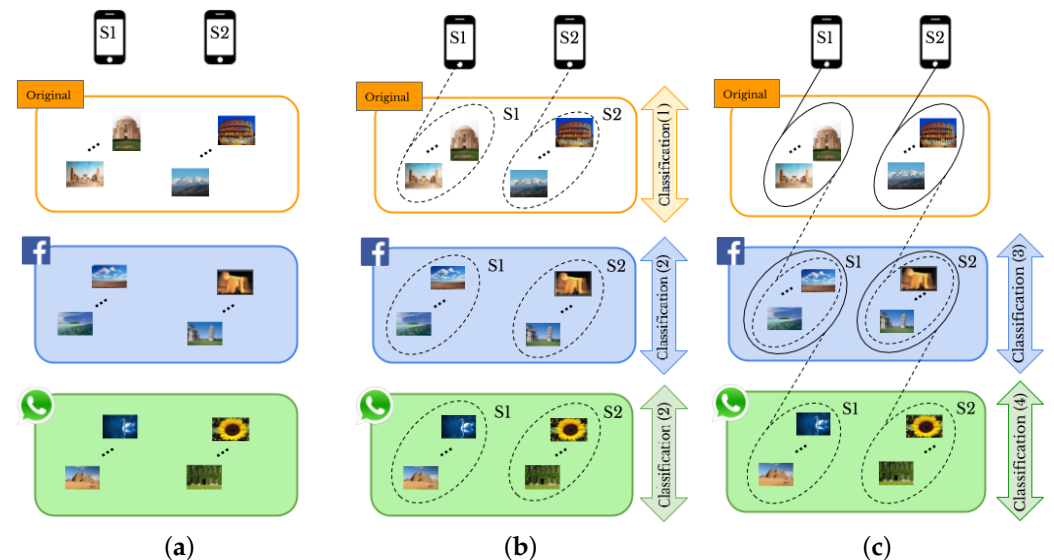 S1 S2
Original
(a)
S1 S2
Original
S1 S2
Classification(1)
S1 S2
Classification (2)
S1 S2
Classification (2)
(b)
S1 S2
Original
S1 S2
Classification (3)
S1 S2
Classification (4)
(c)